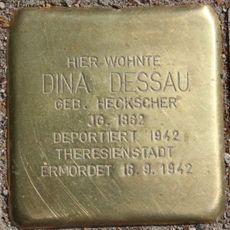 HIER WOHNTE
DINA DESSAU
GEB. HECKSCHER
JG. 1862
DEPORTIERT 1942
THERESIENSTADT
ERMORDET 16.9.1942